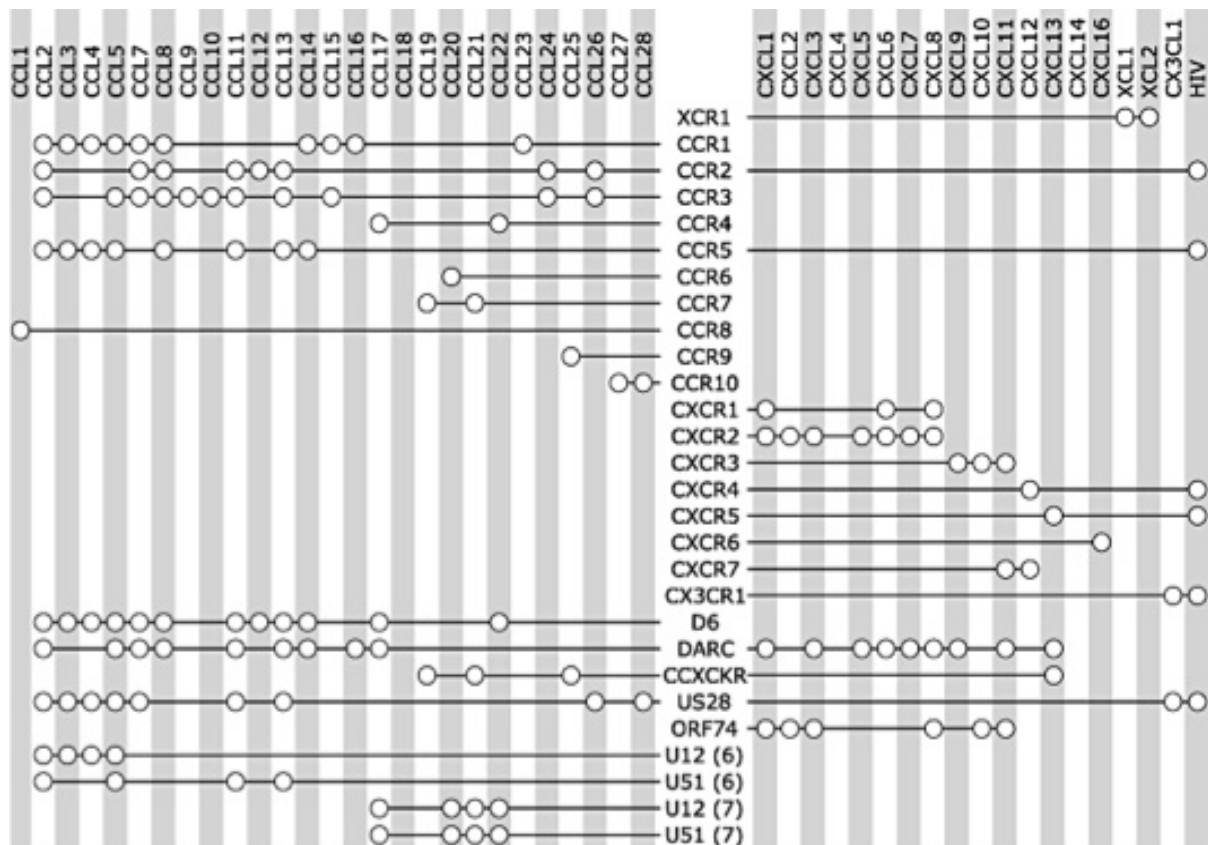 CCL1
CCL2
CCL3
CCL4
CCL5
CCL7
CCL8
CCL9
CCL10
CCL11
CCL12
CCL13
CCL14
CCL15
CCL16
CCL17
CCL18
CCL19
CCL20
CCL21
CCL22
CCL23
CCL24
CCL25
CCL26
CCL27
CCL28
CXCL1
CXCL2
CXCL3
CXCL4
CXCL5
CXCL6
CXCL7
CXCL8
CXCL9
CXCL10
CXCL11
CXCL12
CXCL13
CXCL14
CXCL16
XCL1
XCL2
CX3CL1
HIV
XCR1
CCR1
CCR2
CCR3
CCR4
CCR5
CCR6
CCR7
CCR8
CCR9
CCR10
CXCR1
CXCR2
CXCR3
CXCR4
CXCR5
CXCR6
CXCR7
CX3CR1
D6
DARC
CCXCKR
US28
ORF74
U12 (6)
U51 (6)
U12 (7)
U51 (7)